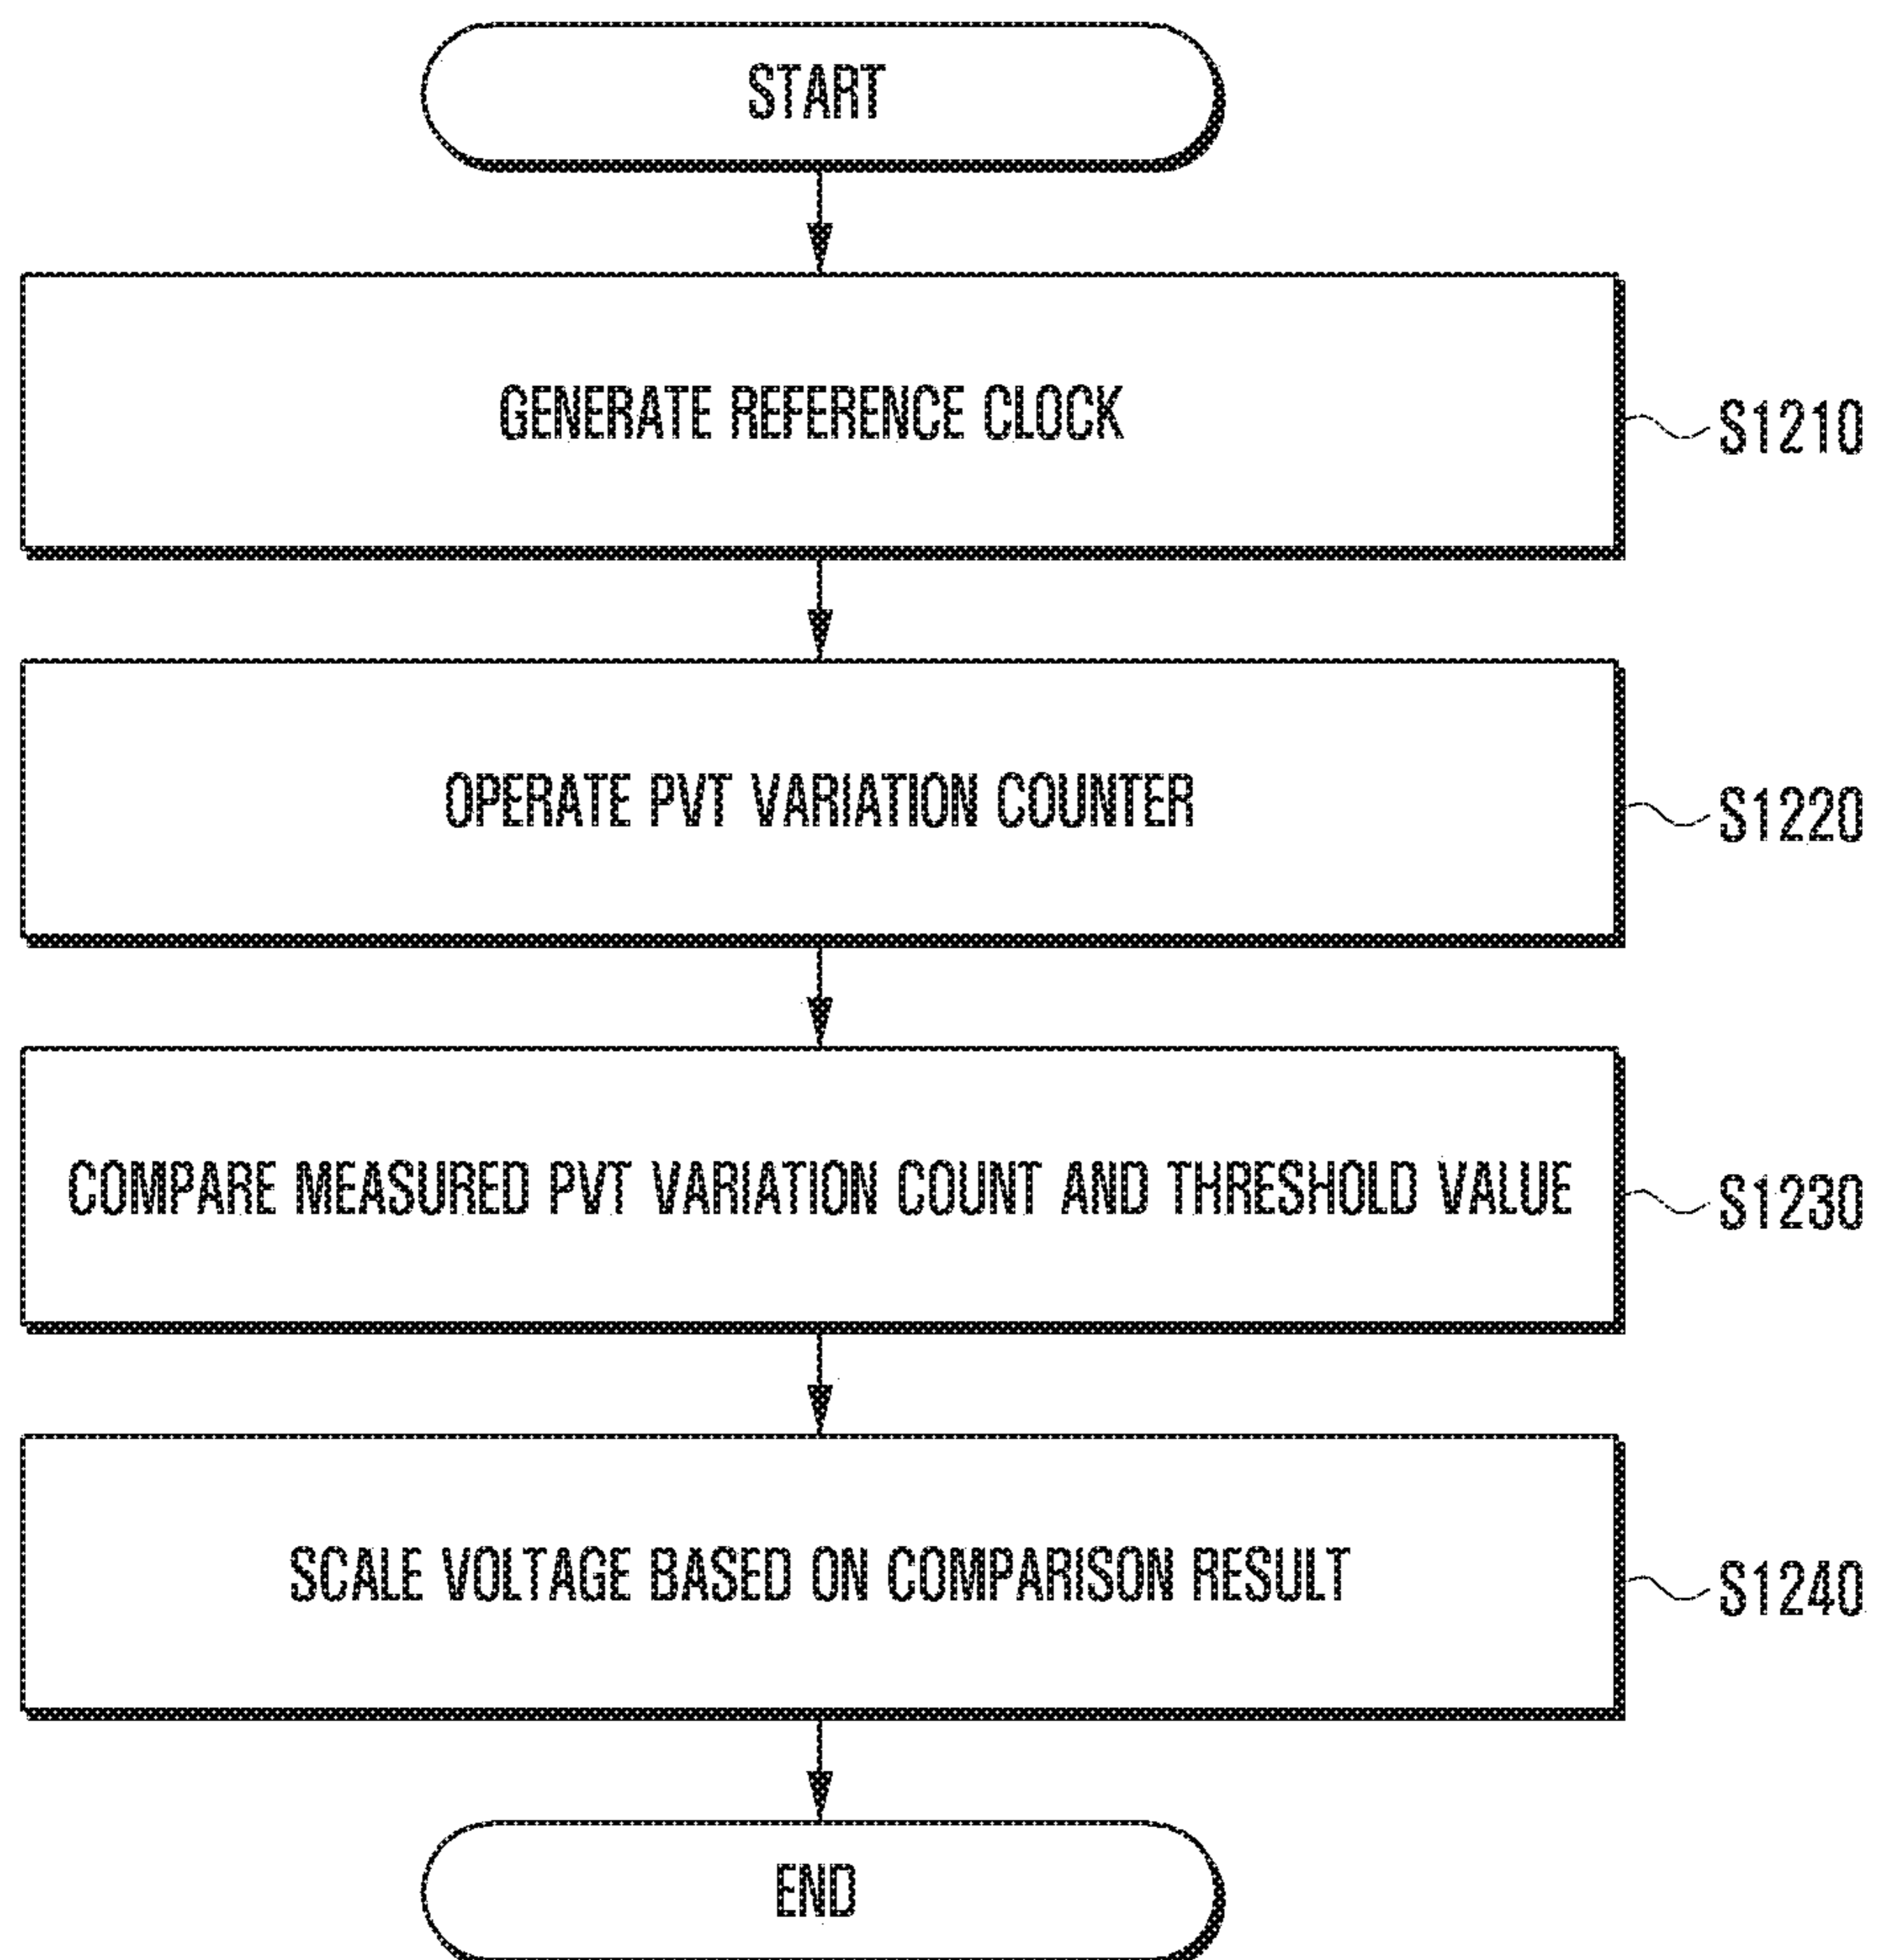 START
GENERATE REFERENCE CLOCK
S1210
OPERATE PVT VARIATION COUNTER
S1220
COMPARE MEASURED PVT VARIATION COUNT AND THRESHOLD VALUE
S1230
SCALE VOLTAGE BASED ON COMPARISON RESULT
S1240
END